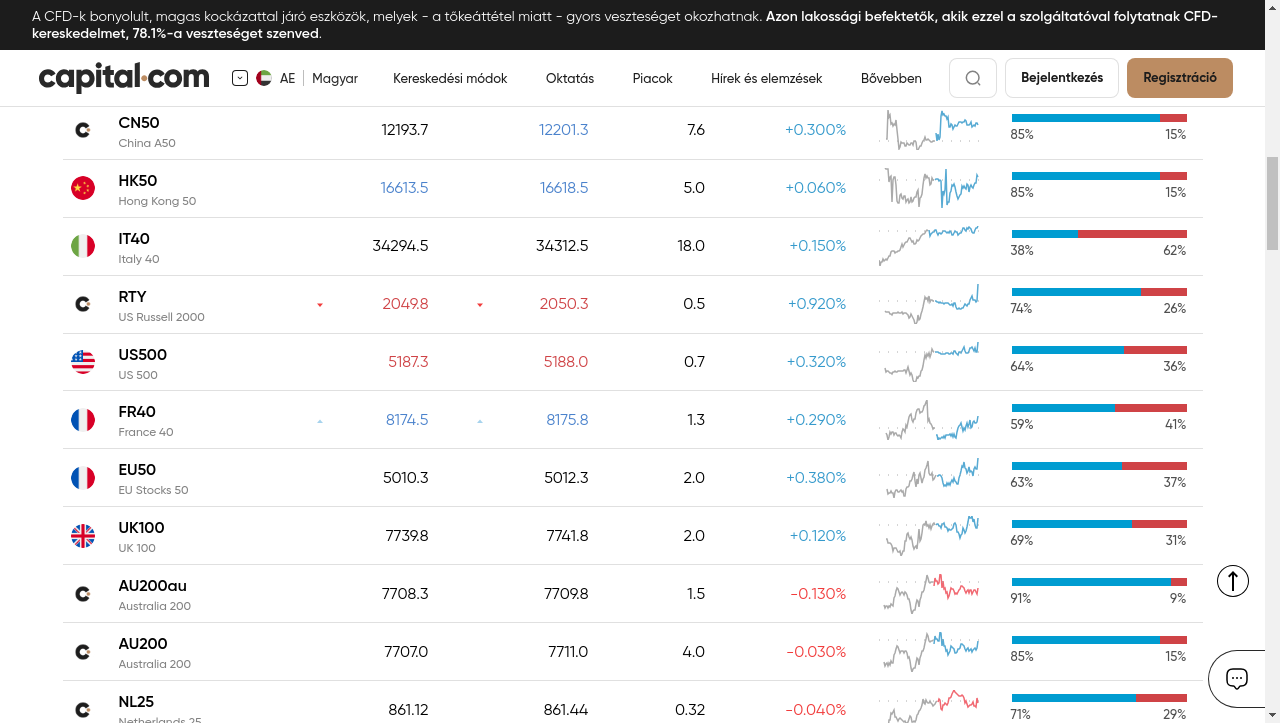 A CFD-k bonyolult, magas kockázattal járó eszközök, melyek - a tőkeáttétel miatt - gyors veszteséget okozhatnak. Azon lakossági befektetők, akik ezzel a szolgáltatóval folytatnak CFD-
kereskedelmet, 78.1%-a veszteséget szenved.
capital.com AE Magyar Kereskedési módok Oktatás Piacok Hírek és elemzések Bővebben Bejelentkezés Regisztráció
CN50 12193.7 12201.3 7.6 +0.300% 85% 15%
China A50
HK50 16613.5 16618.5 5.0 +0.060% 85% 15%
Hong Kong 50
IT40 34294.5 34312.5 18.0 +0.150% 38% 62%
Italy 40
RTY 2049.8 2050.3 0.5 +0.920% 74% 26%
US Russell 2000
US500 5187.3 5188.0 0.7 +0.320% 64% 36%
US 500
FR40 8174.5 8175.8 1.3 +0.290% 59% 41%
France 40
EU50 5010.3 5012.3 2.0 +0.380% 63% 37%
EU Stocks 50
UK100 7739.8 7741.8 2.0 +0.120% 69% 31%
UK 100
AU200au 7708.3 7709.8 1.5 -0.130% 91% 9%
Australia 200
AU200 7707.0 7711.0 4.0 -0.030% 85% 15%
Australia 200
NL25 861.12 861.44 0.32 -0.040% 71% 29%
Netherlands 25